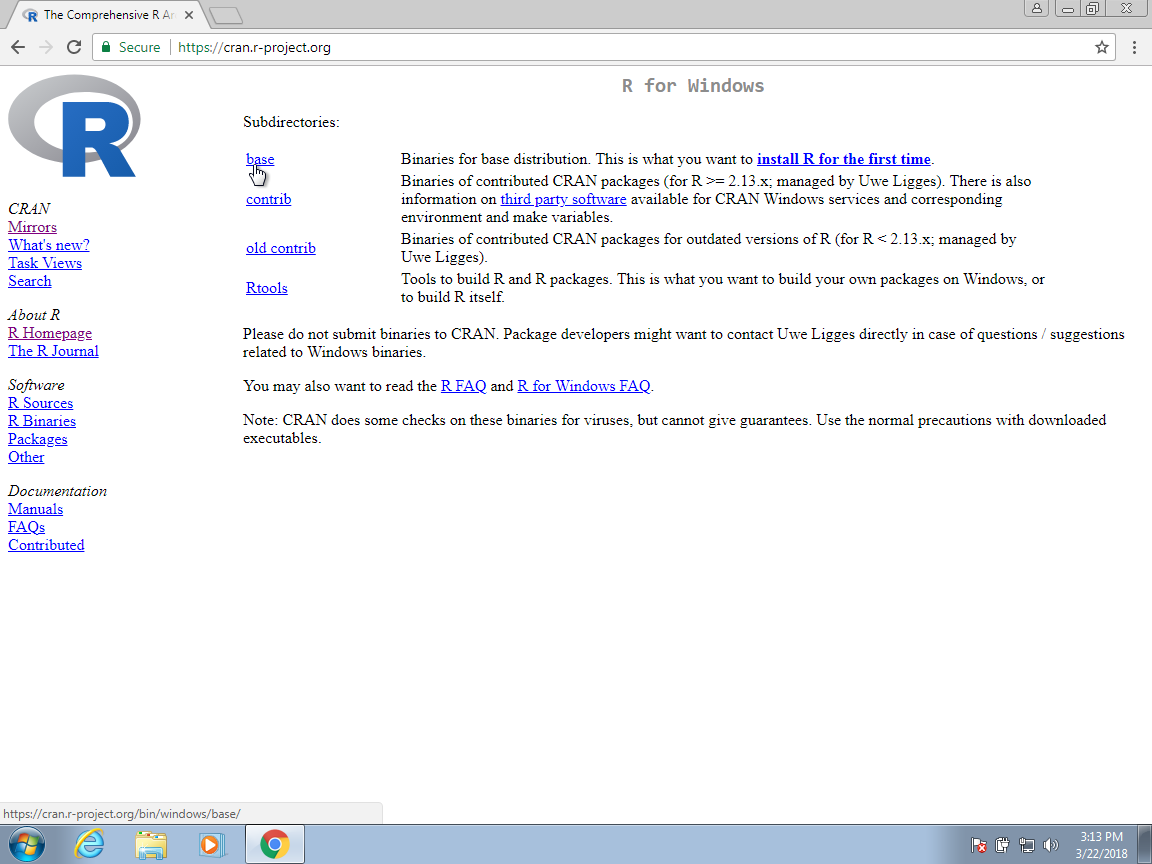 The Comprehensive R Ar
Secure https://cran.r-project.org
R
CRAN
Mirrors
What's new?
Task Views
Search
About R
R Homepage
The R Journal
Software
R Sources
R Binaries
Packages
Other
Documentation
Manuals
FAQs
Contributed
R for Windows
Subdirectories:
base
Binaries for base distribution. This is what you want to install R for the first time.
contrib
Binaries of contributed CRAN packages (for R >= 2.13.x; managed by Uwe Ligges). There is also
information on third party software available for CRAN Windows services and corresponding
environment and make variables.
old contrib
Binaries of contributed CRAN packages for outdated versions of R (for R < 2.13.x; managed by
Uwe Ligges).
Rtools
Tools to build R and R packages. This is what you want to build your own packages on Windows, or
to build R itself.
Please do not submit binaries to CRAN. Package developers might want to contact Uwe Ligges directly in case of questions / suggestions
related to Windows binaries.
You may also want to read the R FAQ and R for Windows FAQ.
Note: CRAN does some checks on these binaries for viruses, but cannot give guarantees. Use the normal precautions with downloaded
executables.
https://cran.r-project.org/bin/windows/base/
3:13 PM
3/22/2018